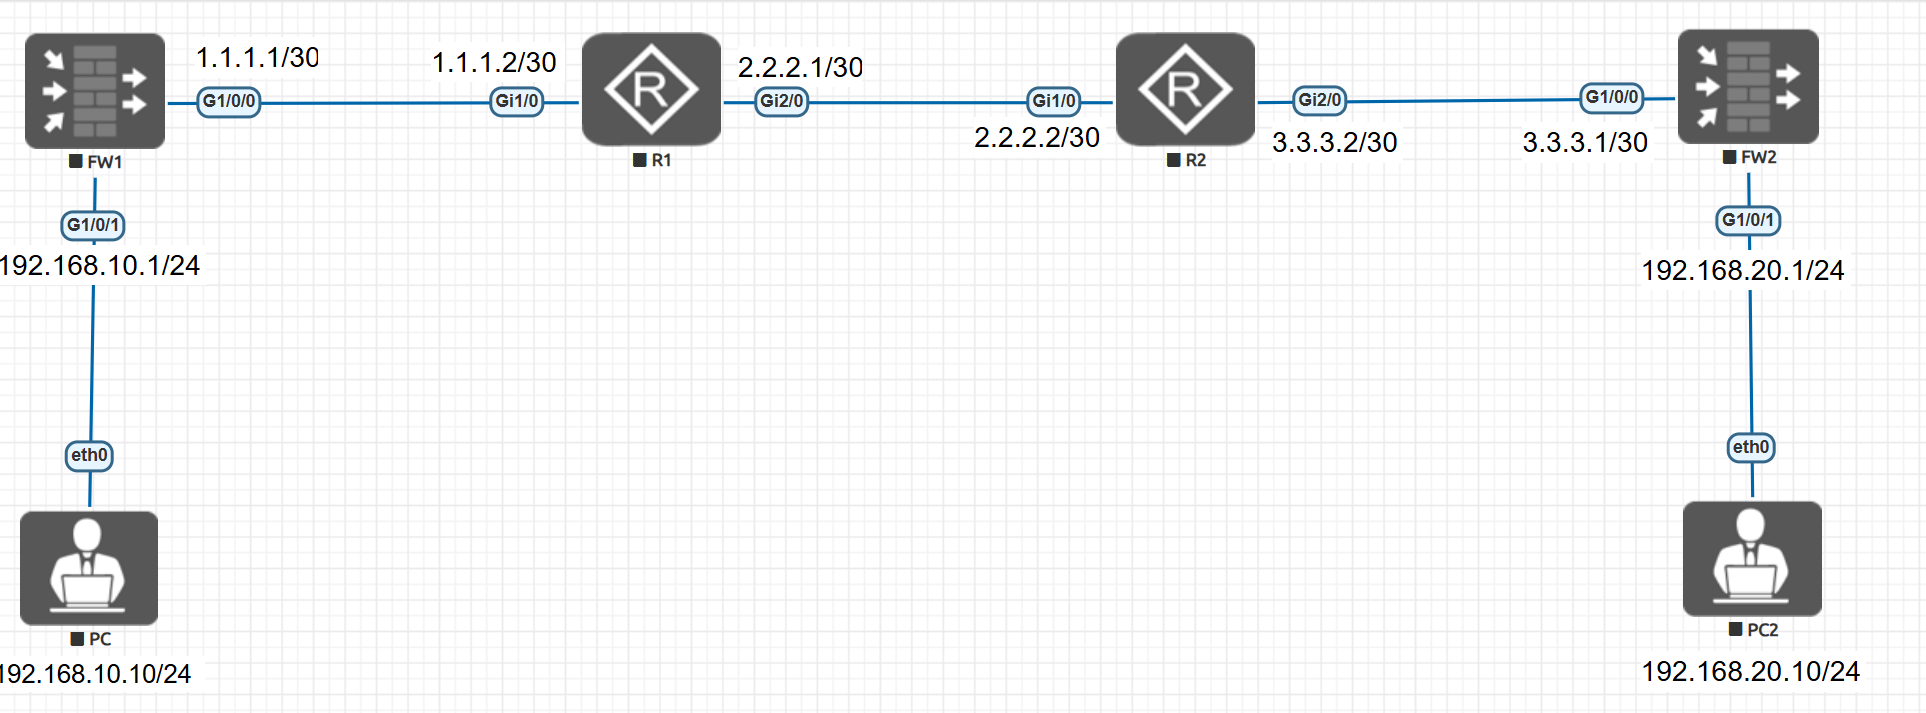 1.1.1.1/30
1.1.1.2/30
2.2.2.1/30
G1/0/0
Gi1/0
R
Gi2/0
Gi1/0
R
Gi2/0
G1/0/0
2.2.2.2/30
3.3.3.2/30
3.3.3.1/30
FW1
R1
R2
FW2
G1/0/1
G1/0/1
192.168.10.1/24
192.168.20.1/24
eth0
eth0
PC
PC2
192.168.10.10/24
192.168.20.10/24